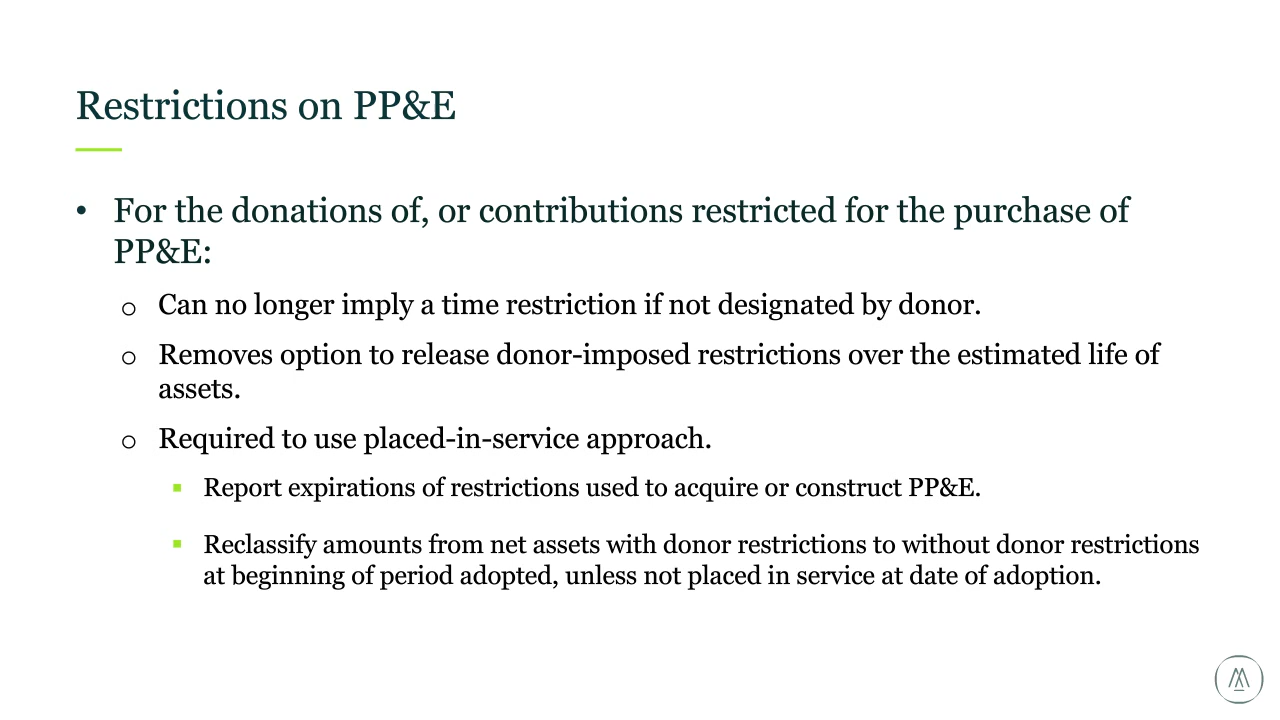 Restrictions on PP&E
• For the donations of, or contributions restricted for the purchase of
PP&E:
o Can no longer imply a time restriction if not designated by donor.
o Removes option to release donor-imposed restrictions over the estimated life of
assets.
o Required to use placed-in-service approach.
▪ Report expirations of restrictions used to acquire or construct PP&E.
▪ Reclassify amounts from net assets with donor restrictions to without donor restrictions
at beginning of period adopted, unless not placed in service at date of adoption.